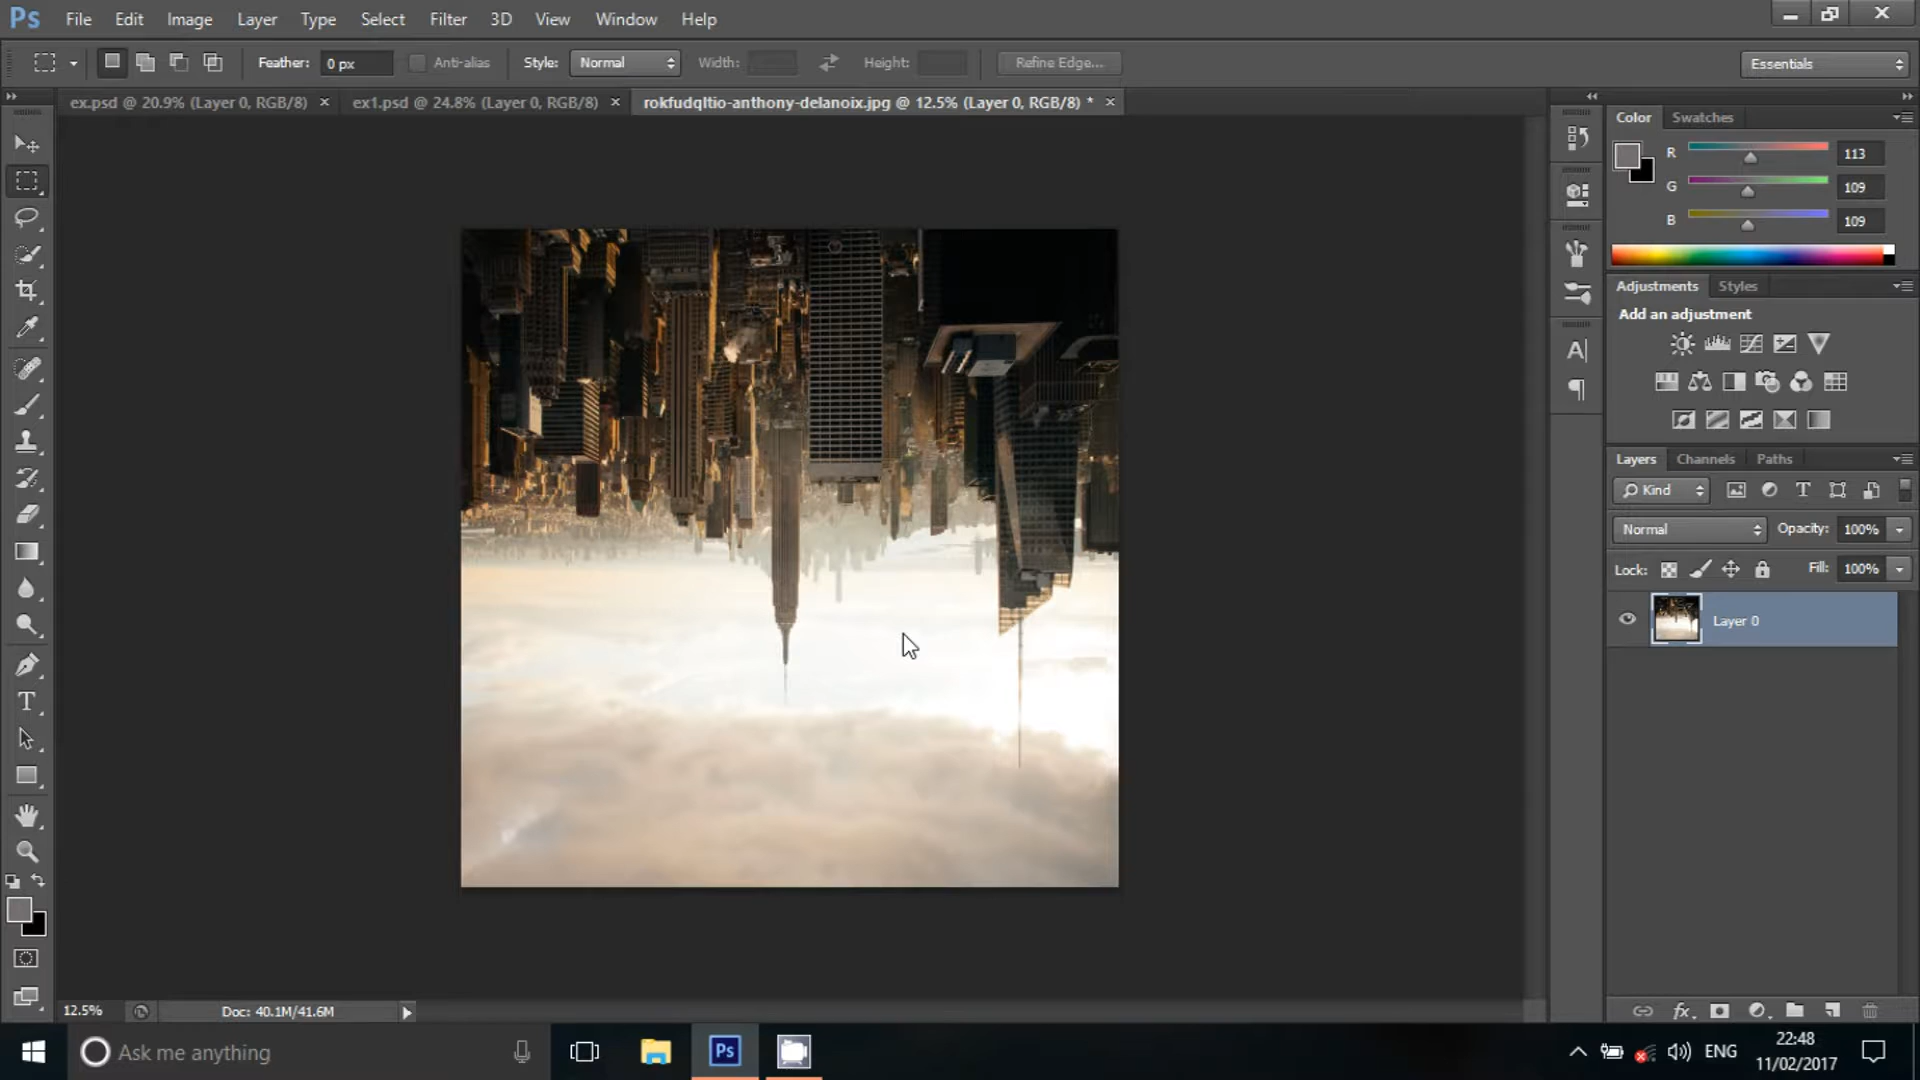 Ps File Edit Image Layer Type Select Filter 3D View Window Help
Feather: 0 px Anti-alias Style: Normal Width: Height: Refine Edge... Essentials
ex.psd @ 20.9% (Layer 0, RGB/8) × ex1.psd @ 24.8% (Layer 0, RGB/8) × rokfudqltio-anthony-delanoix.jpg @ 12.5% (Layer 0, RGB/8) * ×
Color Swatches
R 113
G 109
B 109
Adjustments Styles
Add an adjustment
Layers Channels Paths
Kind
Normal Opacity: 100%
Lock: Fill: 100%
Layer 0
12.5% Doc: 40.1M/41.6M
Ask me anything
Ps
ENG
22:48
11/02/2017